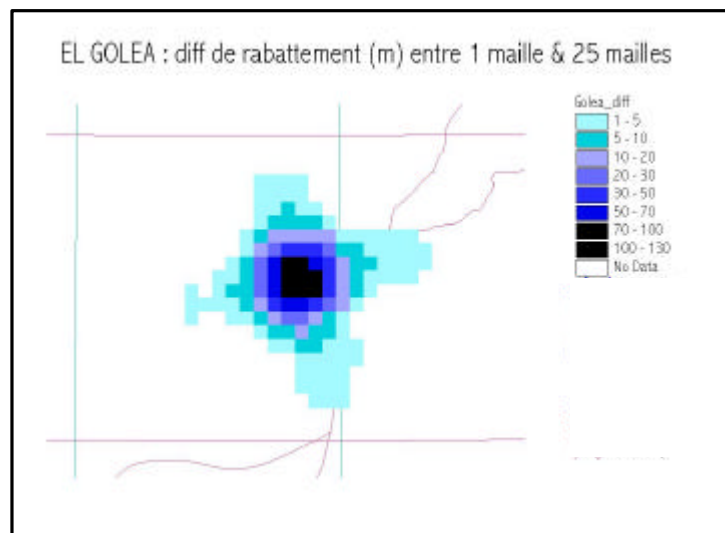 EL GOLEA : diff de rabattement (m) entre 1 maille & 25 mailles
Golea_diff
1 - 5
5 - 10
10 - 20
20 - 30
30 - 50
50 - 70
70 - 100
100 - 130
No Data